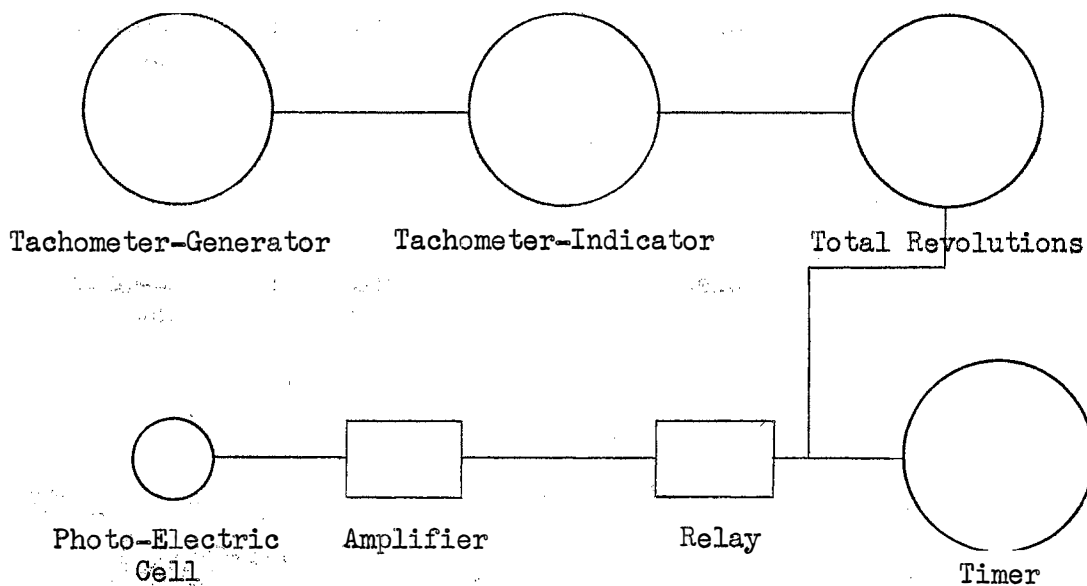 Tachometer-Generator
Tachometer-Indicator
Total Revolutions
Photo-Electric
Cell
Amplifier
Relay
Timer